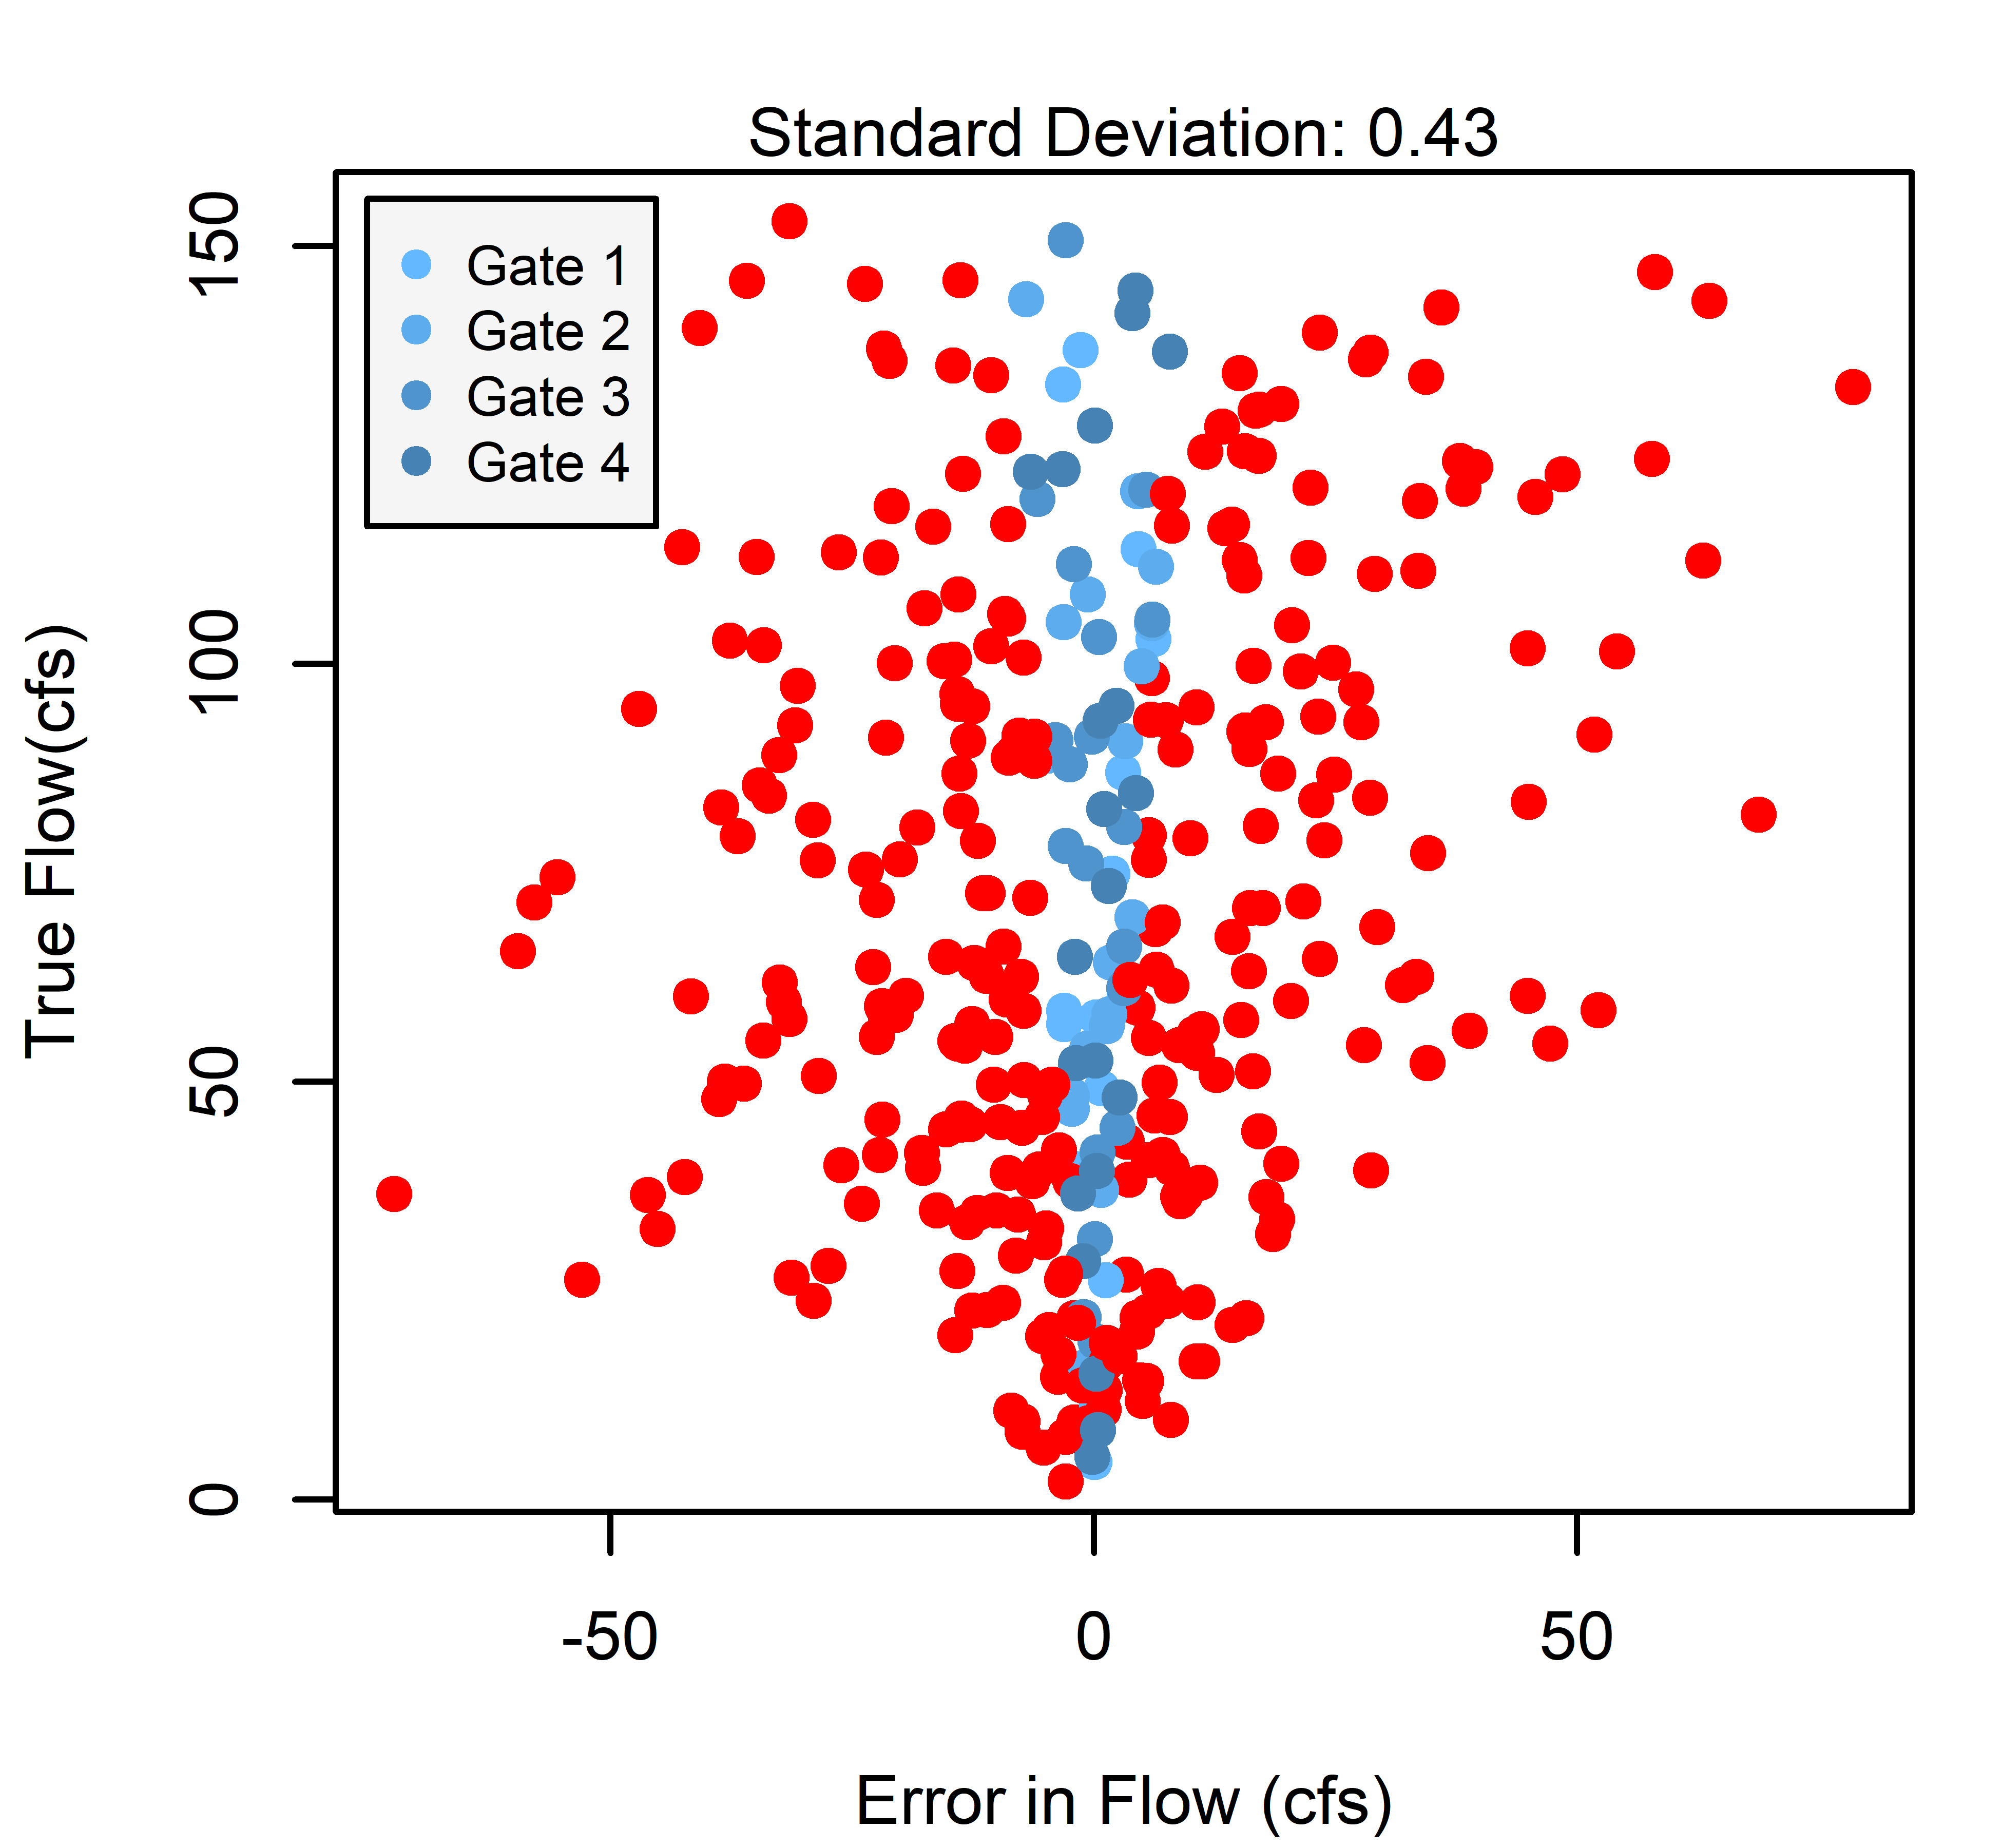 Standard Deviation: 0.43
Gate 1
Gate 2
Gate 3
Gate 4
True Flow(cfs)
150
100
50
0
-50 0 50
Error in Flow (cfs)